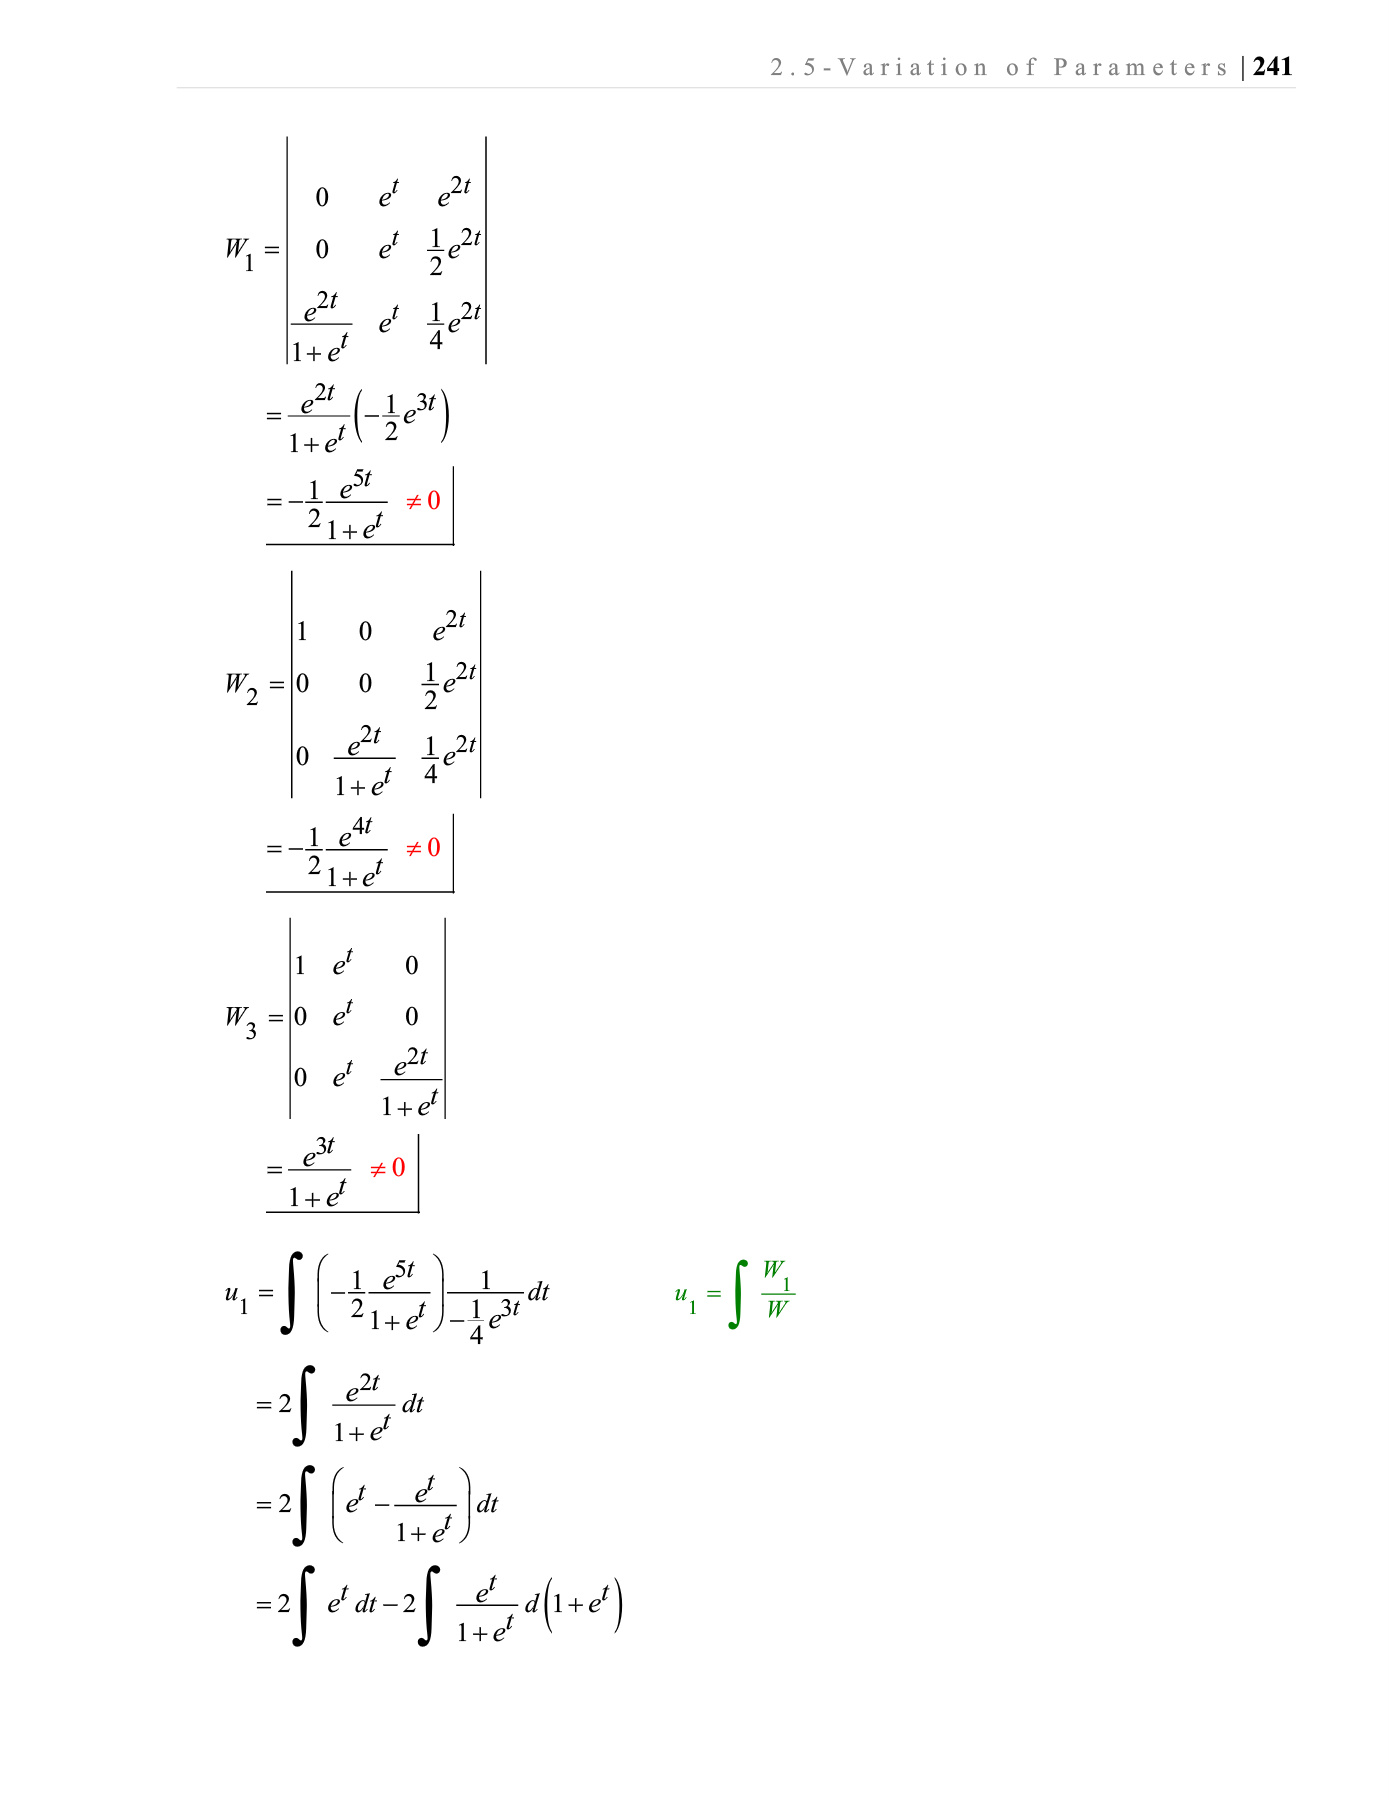 2.5-Variation of Parameters | 241
$W_1 = \begin{vmatrix} 0 & e^t & e^{2t} \\ 0 & e^t & \frac{1}{2}e^{2t} \\ \frac{e^{2t}}{1+e^t} & e^t & \frac{1}{4}e^{2t} \end{vmatrix}$
$= \frac{e^{2t}}{1+e^t}\left(-\frac{1}{2}e^{3t}\right)$
$= -\frac{1}{2}\frac{e^{5t}}{1+e^t} \neq 0$
$W_2 = \begin{vmatrix} 1 & 0 & e^{2t} \\ 0 & 0 & \frac{1}{2}e^{2t} \\ 0 & \frac{e^{2t}}{1+e^t} & \frac{1}{4}e^{2t} \end{vmatrix}$
$= -\frac{1}{2}\frac{e^{4t}}{1+e^t} \neq 0$
$W_3 = \begin{vmatrix} 1 & e^t & 0 \\ 0 & e^t & 0 \\ 0 & e^t & \frac{e^{2t}}{1+e^t} \end{vmatrix}$
$= \frac{e^{3t}}{1+e^t} \neq 0$
$u_1 = \int \left(-\frac{1}{2}\frac{e^{5t}}{1+e^t}\right)\frac{1}{-\frac{1}{4}e^{3t}}dt$ $u_1 = \int \frac{W_1}{W}$
$= 2\int \frac{e^{2t}}{1+e^t}dt$
$= 2\int \left(e^t - \frac{e^t}{1+e^t}\right)dt$
$= 2\int e^t\,dt - 2\int \frac{e^t}{1+e^t}d\left(1+e^t\right)$